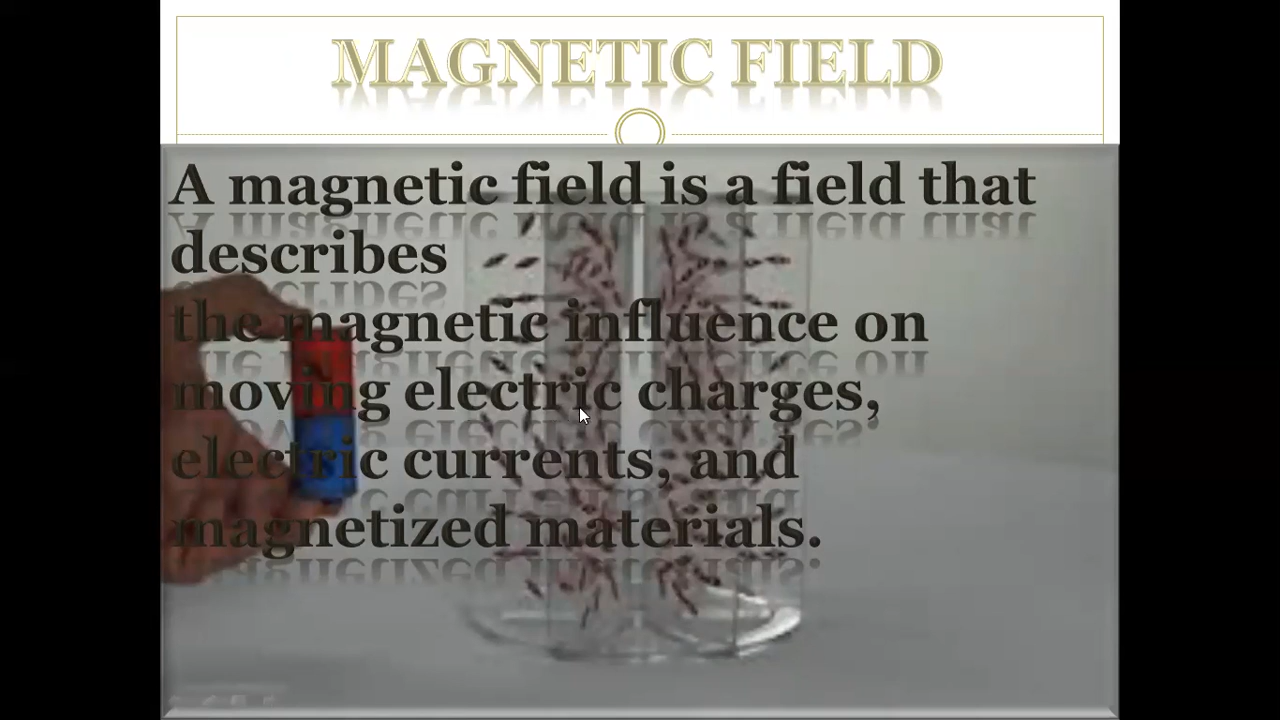 MAGNETIC FIELD
A magnetic field is a field that
describes
the magnetic influence on
moving electric charges,
electric currents, and
magnetized materials.